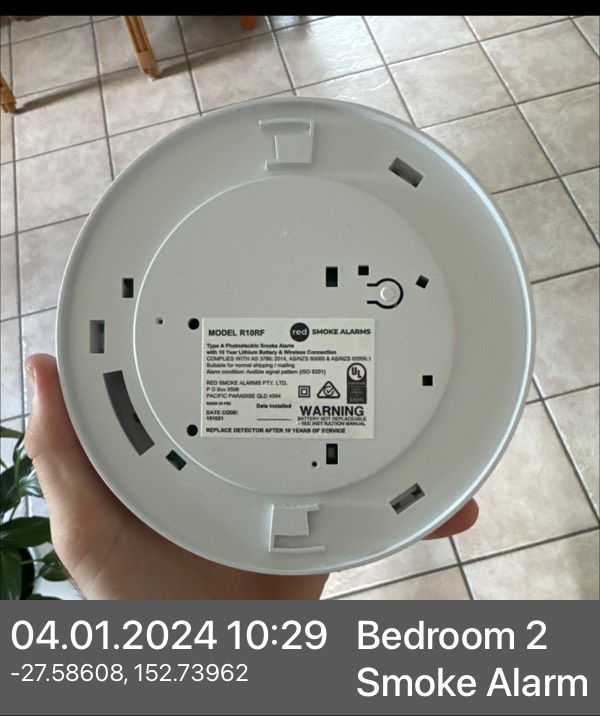 MODEL R10RF red SMOKE ALARMS
Type A Photoelectric Smoke Alarm
with 10 Year Lithium Battery & Wireless Connection
COMPLIES WITH AS 3786: 2014, AS/NZS 60065 & AS/NZS 60950.1
Suitable for normal shipping / mailing
Alarm condition: Audible signal pattern (ISO 8201)
RED SMOKE ALARMS PTY. LTD.
P O Box 9598
PACIFIC PARADISE QLD 4564
MADE IN PRC
Date Installed
DATE CODE:
151021
UL
WARNING
BATTERY NOT REPLACEABLE
- SEE INSTRUCTION MANUAL
REPLACE DETECTOR AFTER 10 YEARS OF SERVICE
04.01.2024 10:29
-27.58608, 152.73962
Bedroom 2
Smoke Alarm